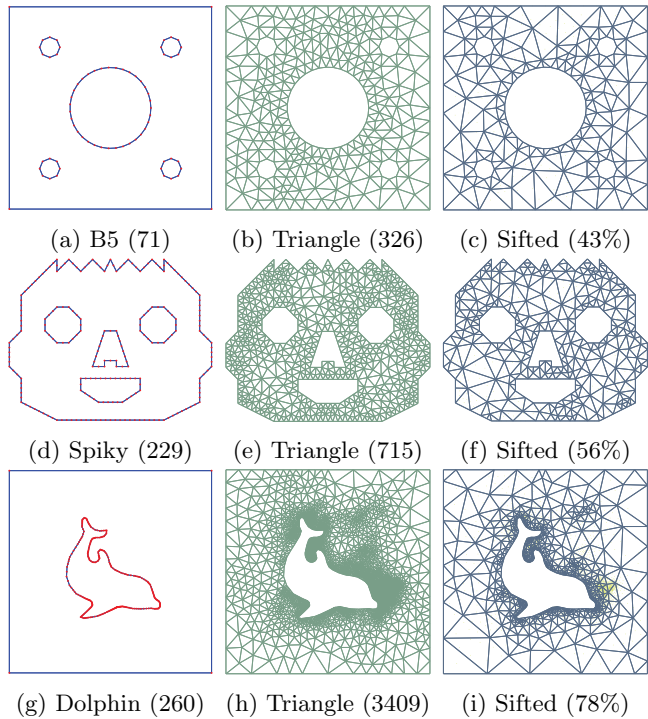 (a) B5 (71)
(b) Triangle (326)
(c) Sifted (43%)
(d) Spiky (229)
(e) Triangle (715)
(f) Sifted (56%)
(g) Dolphin (260)
(h) Triangle (3409)
(i) Sifted (78%)